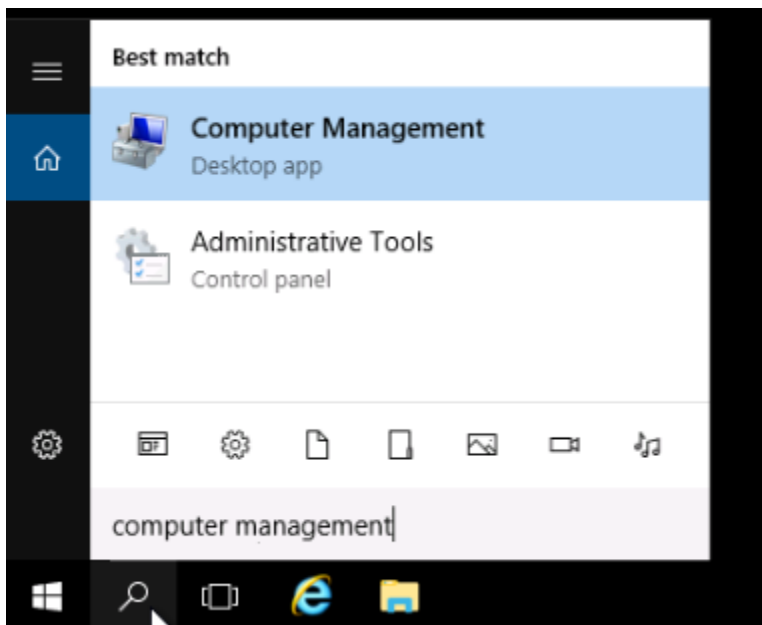 Best match
Computer Management
Desktop app
Administrative Tools
Control panel
computer management